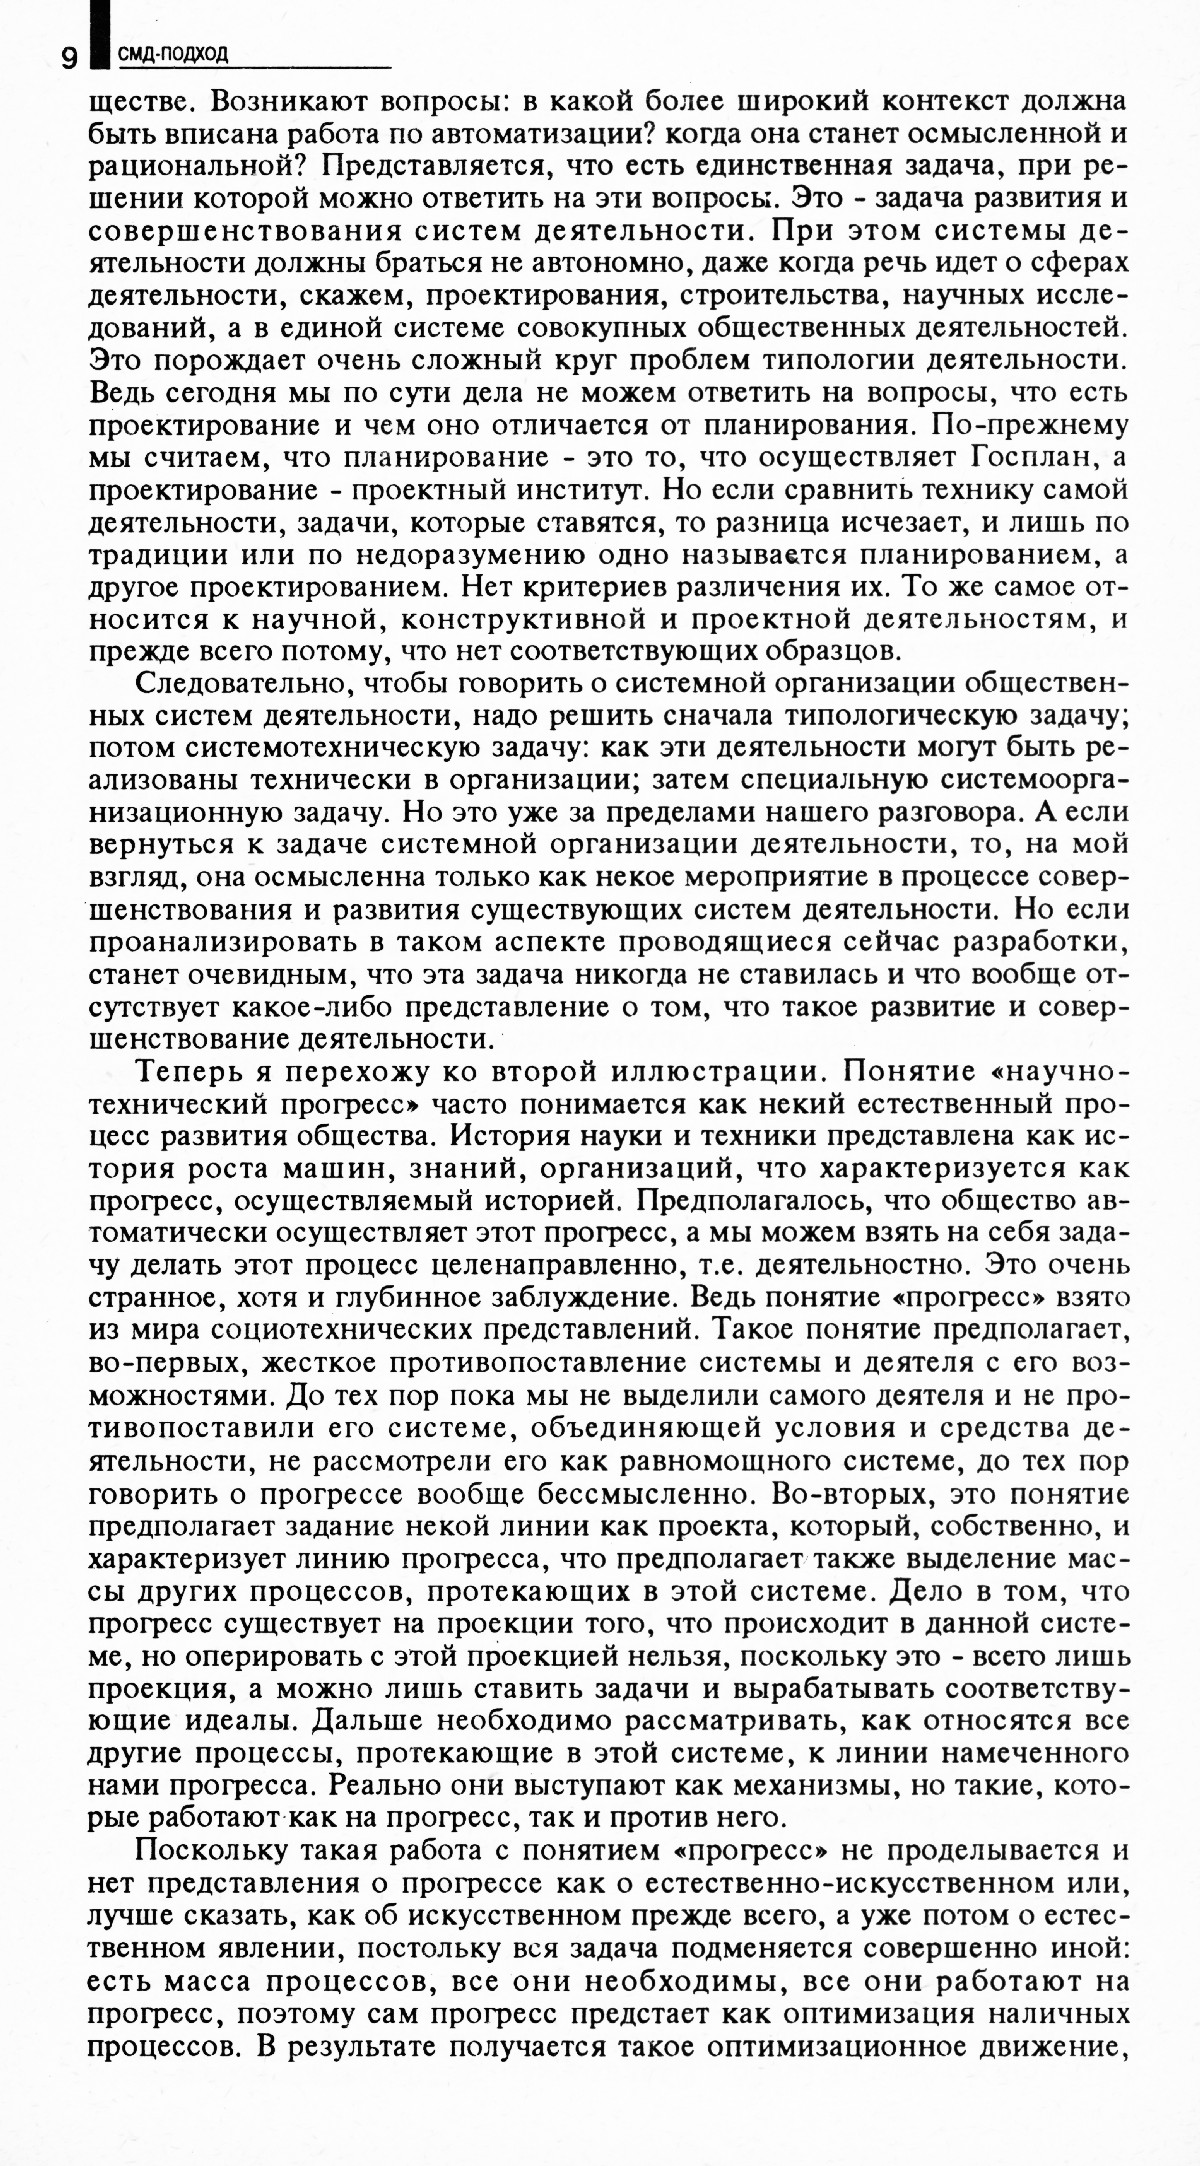 9 СМД-ПОДХОД
ществе. Возникают вопросы: в какой более широкий контекст должна
быть вписана работа по автоматизации? когда она станет осмысленной и
рациональной? Представляется, что есть единственная задача, при ре-
шении которой можно ответить на эти вопросы. Это - задача развития и
совершенствования систем деятельности. При этом системы де-
ятельности должны браться не автономно, даже когда речь идет о сферах
деятельности, скажем, проектирования, строительства, научных иссле-
дований, а в единой системе совокупных общественных деятельностей.
Это порождает очень сложный круг проблем типологии деятельности.
Ведь сегодня мы по сути дела не можем ответить на вопросы, что есть
проектирование и чем оно отличается от планирования. По-прежнему
мы считаем, что планирование - это то, что осуществляет Госплан, а
проектирование - проектный институт. Но если сравнить технику самой
деятельности, задачи, которые ставятся, то разница исчезает, и лишь по
традиции или по недоразумению одно называется планированием, а
другое проектированием. Нет критериев различения их. То же самое от-
носится к научной, конструктивной и проектной деятельностям, и
прежде всего потому, что нет соответствующих образцов.
Следовательно, чтобы говорить о системной организации обществен-
ных систем деятельности, надо решить сначала типологическую задачу;
потом системотехническую задачу: как эти деятельности могут быть ре-
ализованы технически в организации; затем специальную системоорга-
низационную задачу. Но это уже за пределами нашего разговора. А если
вернуться к задаче системной организации деятельности, то, на мой
взгляд, она осмысленна только как некое мероприятие в процессе совер-
шенствования и развития существующих систем деятельности. Но если
проанализировать в таком аспекте проводящиеся сейчас разработки,
станет очевидным, что эта задача никогда не ставилась и что вообще от-
сутствует какое-либо представление о том, что такое развитие и совер-
шенствование деятельности.
Теперь я перехожу ко второй иллюстрации. Понятие «научно-
технический прогресс» часто понимается как некий естественный про-
цесс развития общества. История науки и техники представлена как ис-
тория роста машин, знаний, организаций, что характеризуется как
прогресс, осуществляемый историей. Предполагалось, что общество ав-
томатически осуществляет этот прогресс, а мы можем взять на себя зада-
чу делать этот процесс целенаправленно, т.е. деятельностно. Это очень
странное, хотя и глубинное заблуждение. Ведь понятие «прогресс» взято
из мира социотехнических представлений. Такое понятие предполагает,
во-первых, жесткое противопоставление системы и деятеля с его воз-
можностями. До тех пор пока мы не выделили самого деятеля и не про-
тивопоставили его системе, объединяющей условия и средства де-
ятельности, не рассмотрели его как равномощного системе, до тех пор
говорить о прогрессе вообще бессмысленно. Во-вторых, это понятие
предполагает задание некой линии как проекта, который, собственно, и
характеризует линию прогресса, что предполагает также выделение мас-
сы других процессов, протекающих в этой системе. Дело в том, что
прогресс существует на проекции того, что происходит в данной систе-
ме, но оперировать с этой проекцией нельзя, поскольку это - всего лишь
проекция, а можно лишь ставить задачи и вырабатывать соответству-
ющие идеалы. Дальше необходимо рассматривать, как относятся все
другие процессы, протекающие в этой системе, к линии намеченного
нами прогресса. Реально они выступают как механизмы, но такие, кото-
рые работают как на прогресс, так и против него.
Поскольку такая работа с понятием «прогресс» не проделывается и
нет представления о прогрессе как о естественно-искусственном или,
лучше сказать, как об искусственном прежде всего, а уже потом о естес-
твенном явлении, постольку вся задача подменяется совершенно иной:
есть масса процессов, все они необходимы, все они работают на
прогресс, поэтому сам прогресс предстает как оптимизация наличных
процессов. В результате получается такое оптимизационное движение,